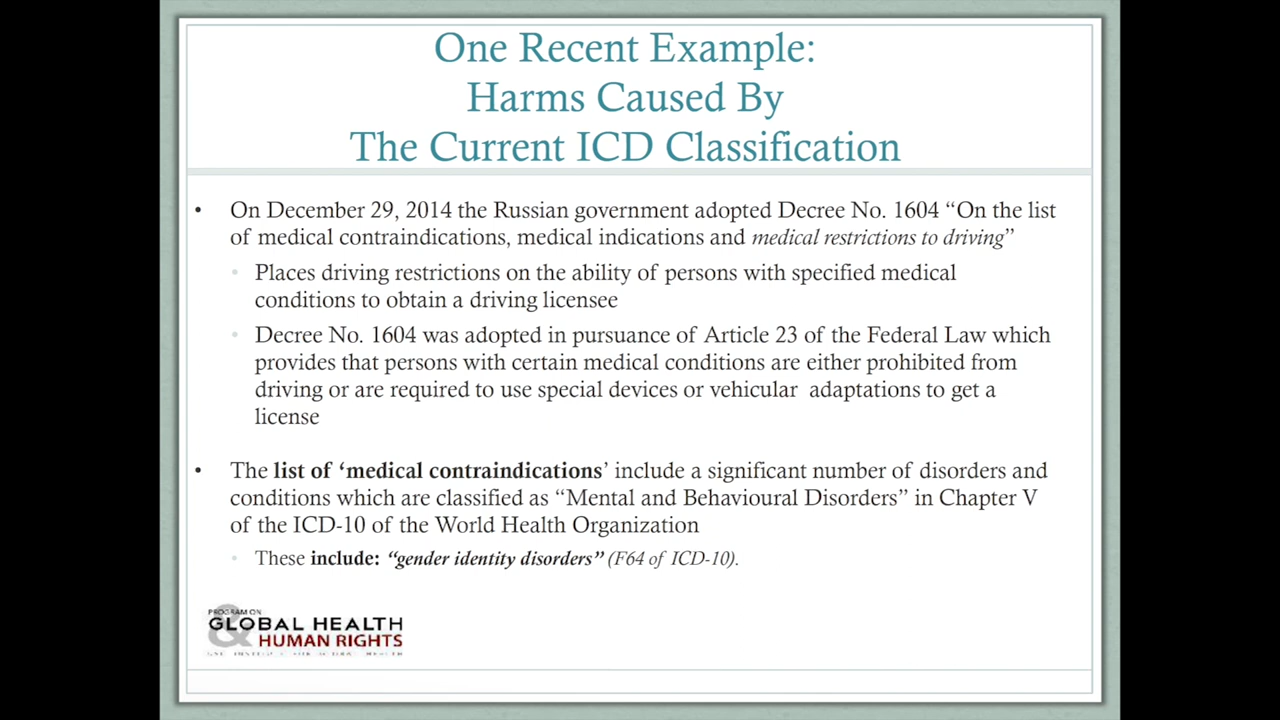 One Recent Example:
Harms Caused By
The Current ICD Classification
• On December 29, 2014 the Russian government adopted Decree No. 1604 “On the list
of medical contraindications, medical indications and medical restrictions to driving”
• Places driving restrictions on the ability of persons with specified medical
conditions to obtain a driving licensee
• Decree No. 1604 was adopted in pursuance of Article 23 of the Federal Law which
provides that persons with certain medical conditions are either prohibited from
driving or are required to use special devices or vehicular adaptations to get a
license
• The list of ‘medical contraindications’ include a significant number of disorders and
conditions which are classified as “Mental and Behavioural Disorders” in Chapter V
of the ICD-10 of the World Health Organization
• These include: “gender identity disorders” (F64 of ICD-10).
PROGRAM ON
GLOBAL HEALTH
& HUMAN RIGHTS